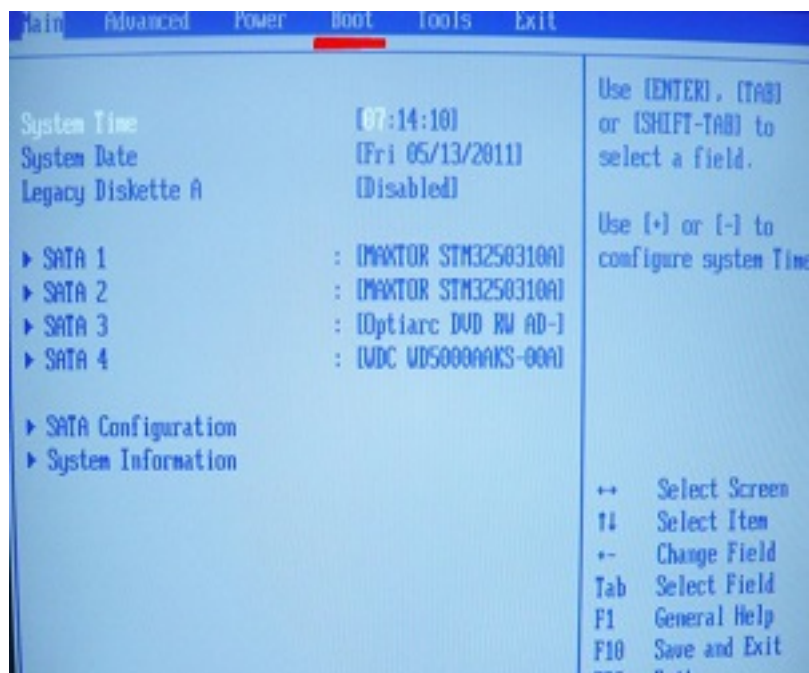 Main Advanced Power Boot Tools Exit
System Time [07:14:10]
System Date [Fri 05/13/2011]
Legacy Diskette A [Disabled]
▶ SATA 1 : [MAXTOR STM3250310A]
▶ SATA 2 : [MAXTOR STM3250310A]
▶ SATA 3 : [Optiarc DVD RW AD-]
▶ SATA 4 : [WDC WD5000AAKS-00A]
▶ SATA Configuration
▶ System Information
Use [ENTER], [TAB]
or [SHIFT-TAB] to
select a field.
Use [+] or [-] to
configure system Time
↔ Select Screen
↑↓ Select Item
+- Change Field
Tab Select Field
F1 General Help
F10 Save and Exit